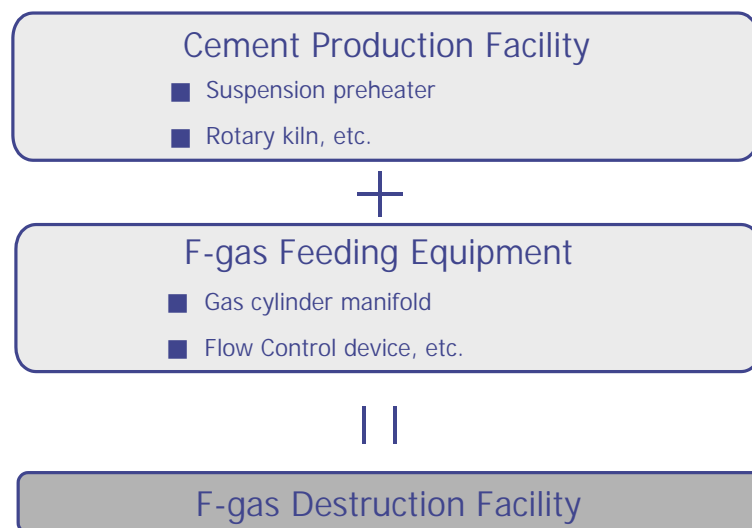 Cement Production Facility
Suspension preheater
Rotary kiln, etc.
+
F-gas Feeding Equipment
Gas cylinder manifold
Flow Control device, etc.
F-gas Destruction Facility